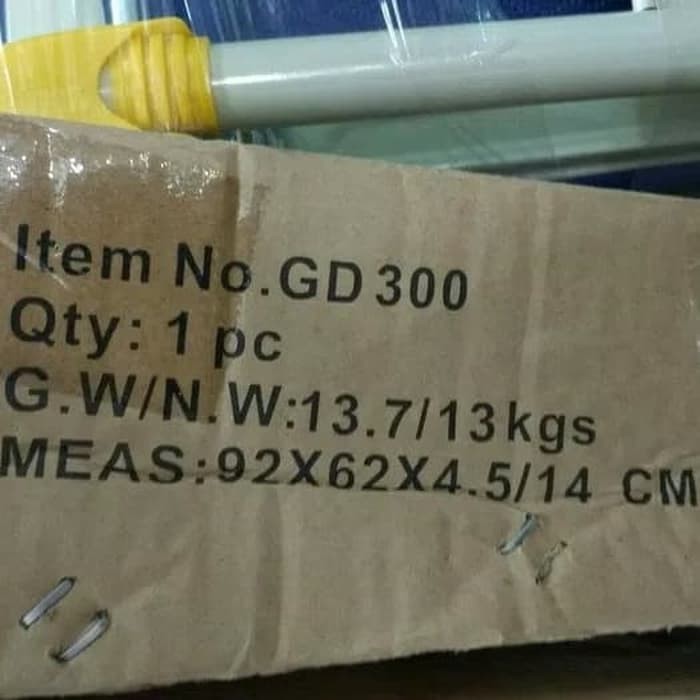 Item No.GD300
Qty: 1 pc
G.W/N.W:13.7/13kgs
MEAS:92X62X4.5/14 CM